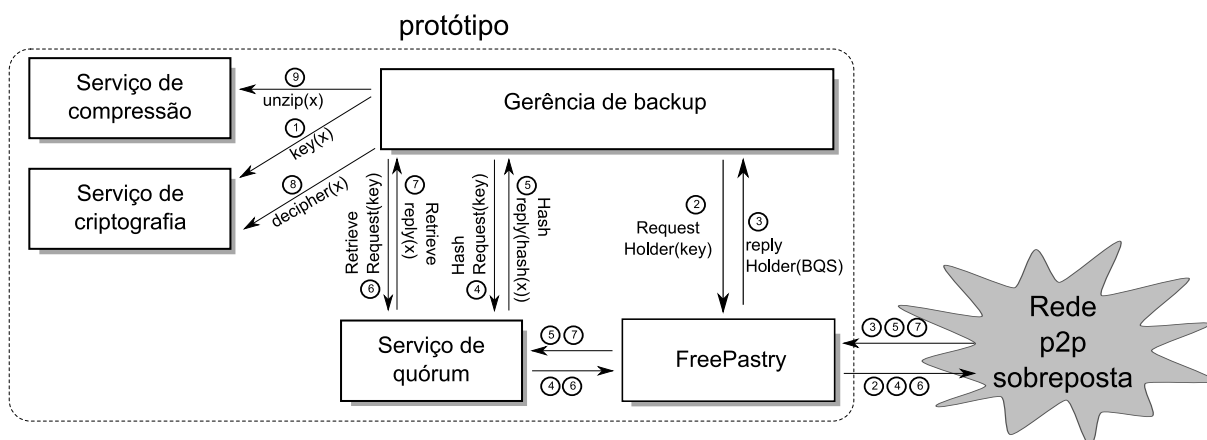 protótipo
Serviço de
compressão
9
unzip(x)
1
key(x)
Serviço de
criptografia
8
decipher(x)
Gerência de backup
Retrieve
Request(key)
6
7
Retrieve
reply(x)
Hash
Request(key)
4
5
Hash
reply(hash(x))
2
Request
Holder(key)
3
reply
Holder(BQS)
Serviço de
quórum
5 7
4 6
FreePastry
3 5 7
2 4 6
Rede
p2p
sobreposta